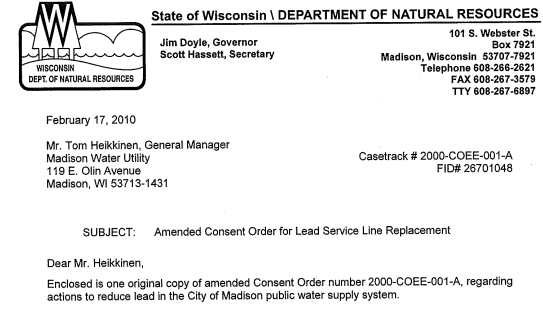 State of Wisconsin \ DEPARTMENT OF NATURAL RESOURCES
Jim Doyle, Governor
Scott Hassett, Secretary
101 S. Webster St.
Box 7921
Madison, Wisconsin 53707-7921
Telephone 608-266-2621
FAX 608-267-3579
TTY 608-267-6897
W
WISCONSIN
DEPT. OF NATURAL RESOURCES
February 17, 2010
Mr. Tom Heikkinen, General Manager
Madison Water Utility
119 E. Olin Avenue
Madison, WI 53713-1431
Casetrack # 2000-COEE-001-A
FID# 26701048
SUBJECT: Amended Consent Order for Lead Service Line Replacement
Dear Mr. Heikkinen,
Enclosed is one original copy of amended Consent Order number 2000-COEE-001-A, regarding
actions to reduce lead in the City of Madison public water supply system.